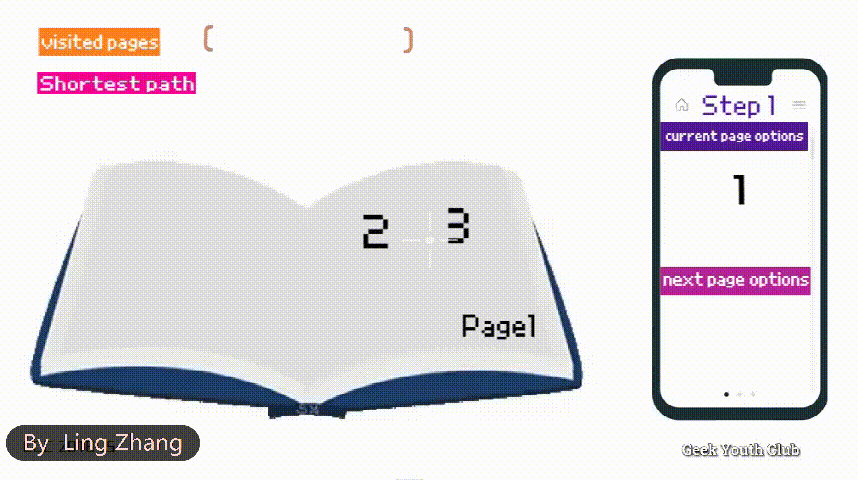 visited pages
[ ]
Shortest path
Step 1
current page options
1
2 3
next page options
Page1
By Ling Zhang
Geek Youth Club